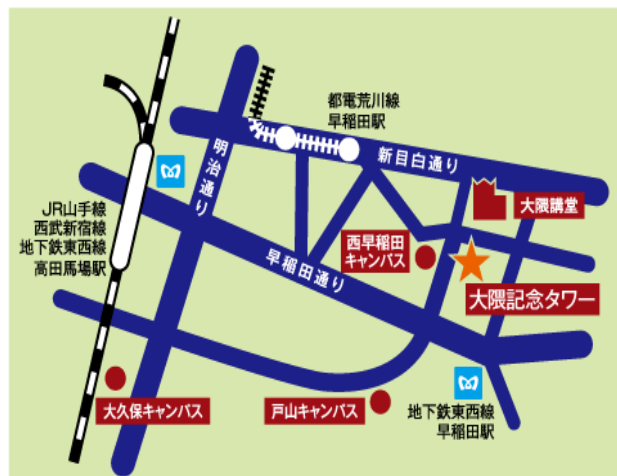 都電荒川線
早稲田駅
新目白通り
明治通り
大隈講堂
JR山手線
西武新宿線
地下鉄東西線
高田馬場駅
西早稲田
キャンパス
早稲田通り
大隈記念タワー
大久保キャンパス
戸山キャンパス
地下鉄東西線
早稲田駅